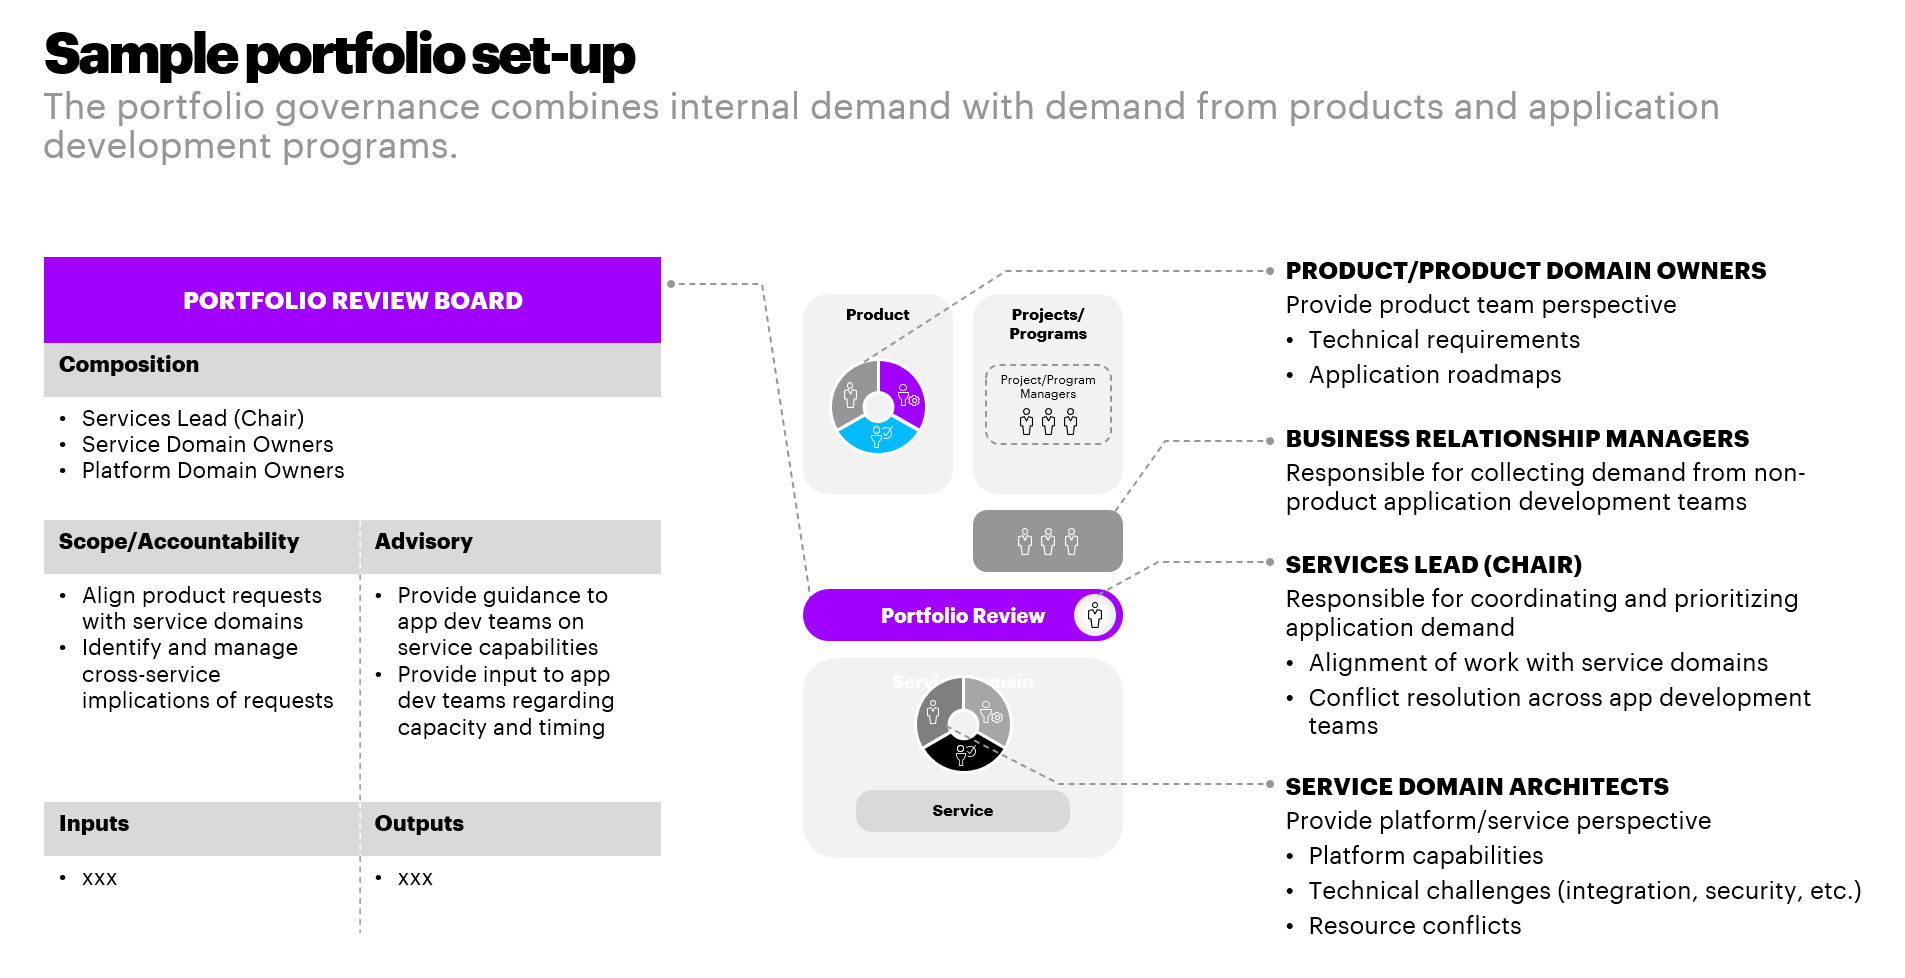 Sample portfolio set-up
The portfolio governance combines internal demand with demand from products and application
development programs.
PORTFOLIO REVIEW BOARD
Composition
• Services Lead (Chair)
• Service Domain Owners
• Platform Domain Owners
Scope/Accountability
• Align product requests
with service domains
• Identify and manage
cross-service
implications of requests
Advisory
• Provide guidance to
app dev teams on
service capabilities
• Provide input to app
dev teams regarding
capacity and timing
Inputs
• xxx
Outputs
• xxx
Product
Projects/
Programs
Project/Program
Managers
Portfolio Review
Service
PRODUCT/PRODUCT DOMAIN OWNERS
Provide product team perspective
• Technical requirements
• Application roadmaps
BUSINESS RELATIONSHIP MANAGERS
Responsible for collecting demand from non-
product application development teams
SERVICES LEAD (CHAIR)
Responsible for coordinating and prioritizing
application demand
• Alignment of work with service domains
• Conflict resolution across app development
teams
SERVICE DOMAIN ARCHITECTS
Provide platform/service perspective
• Platform capabilities
• Technical challenges (integration, security, etc.)
• Resource conflicts